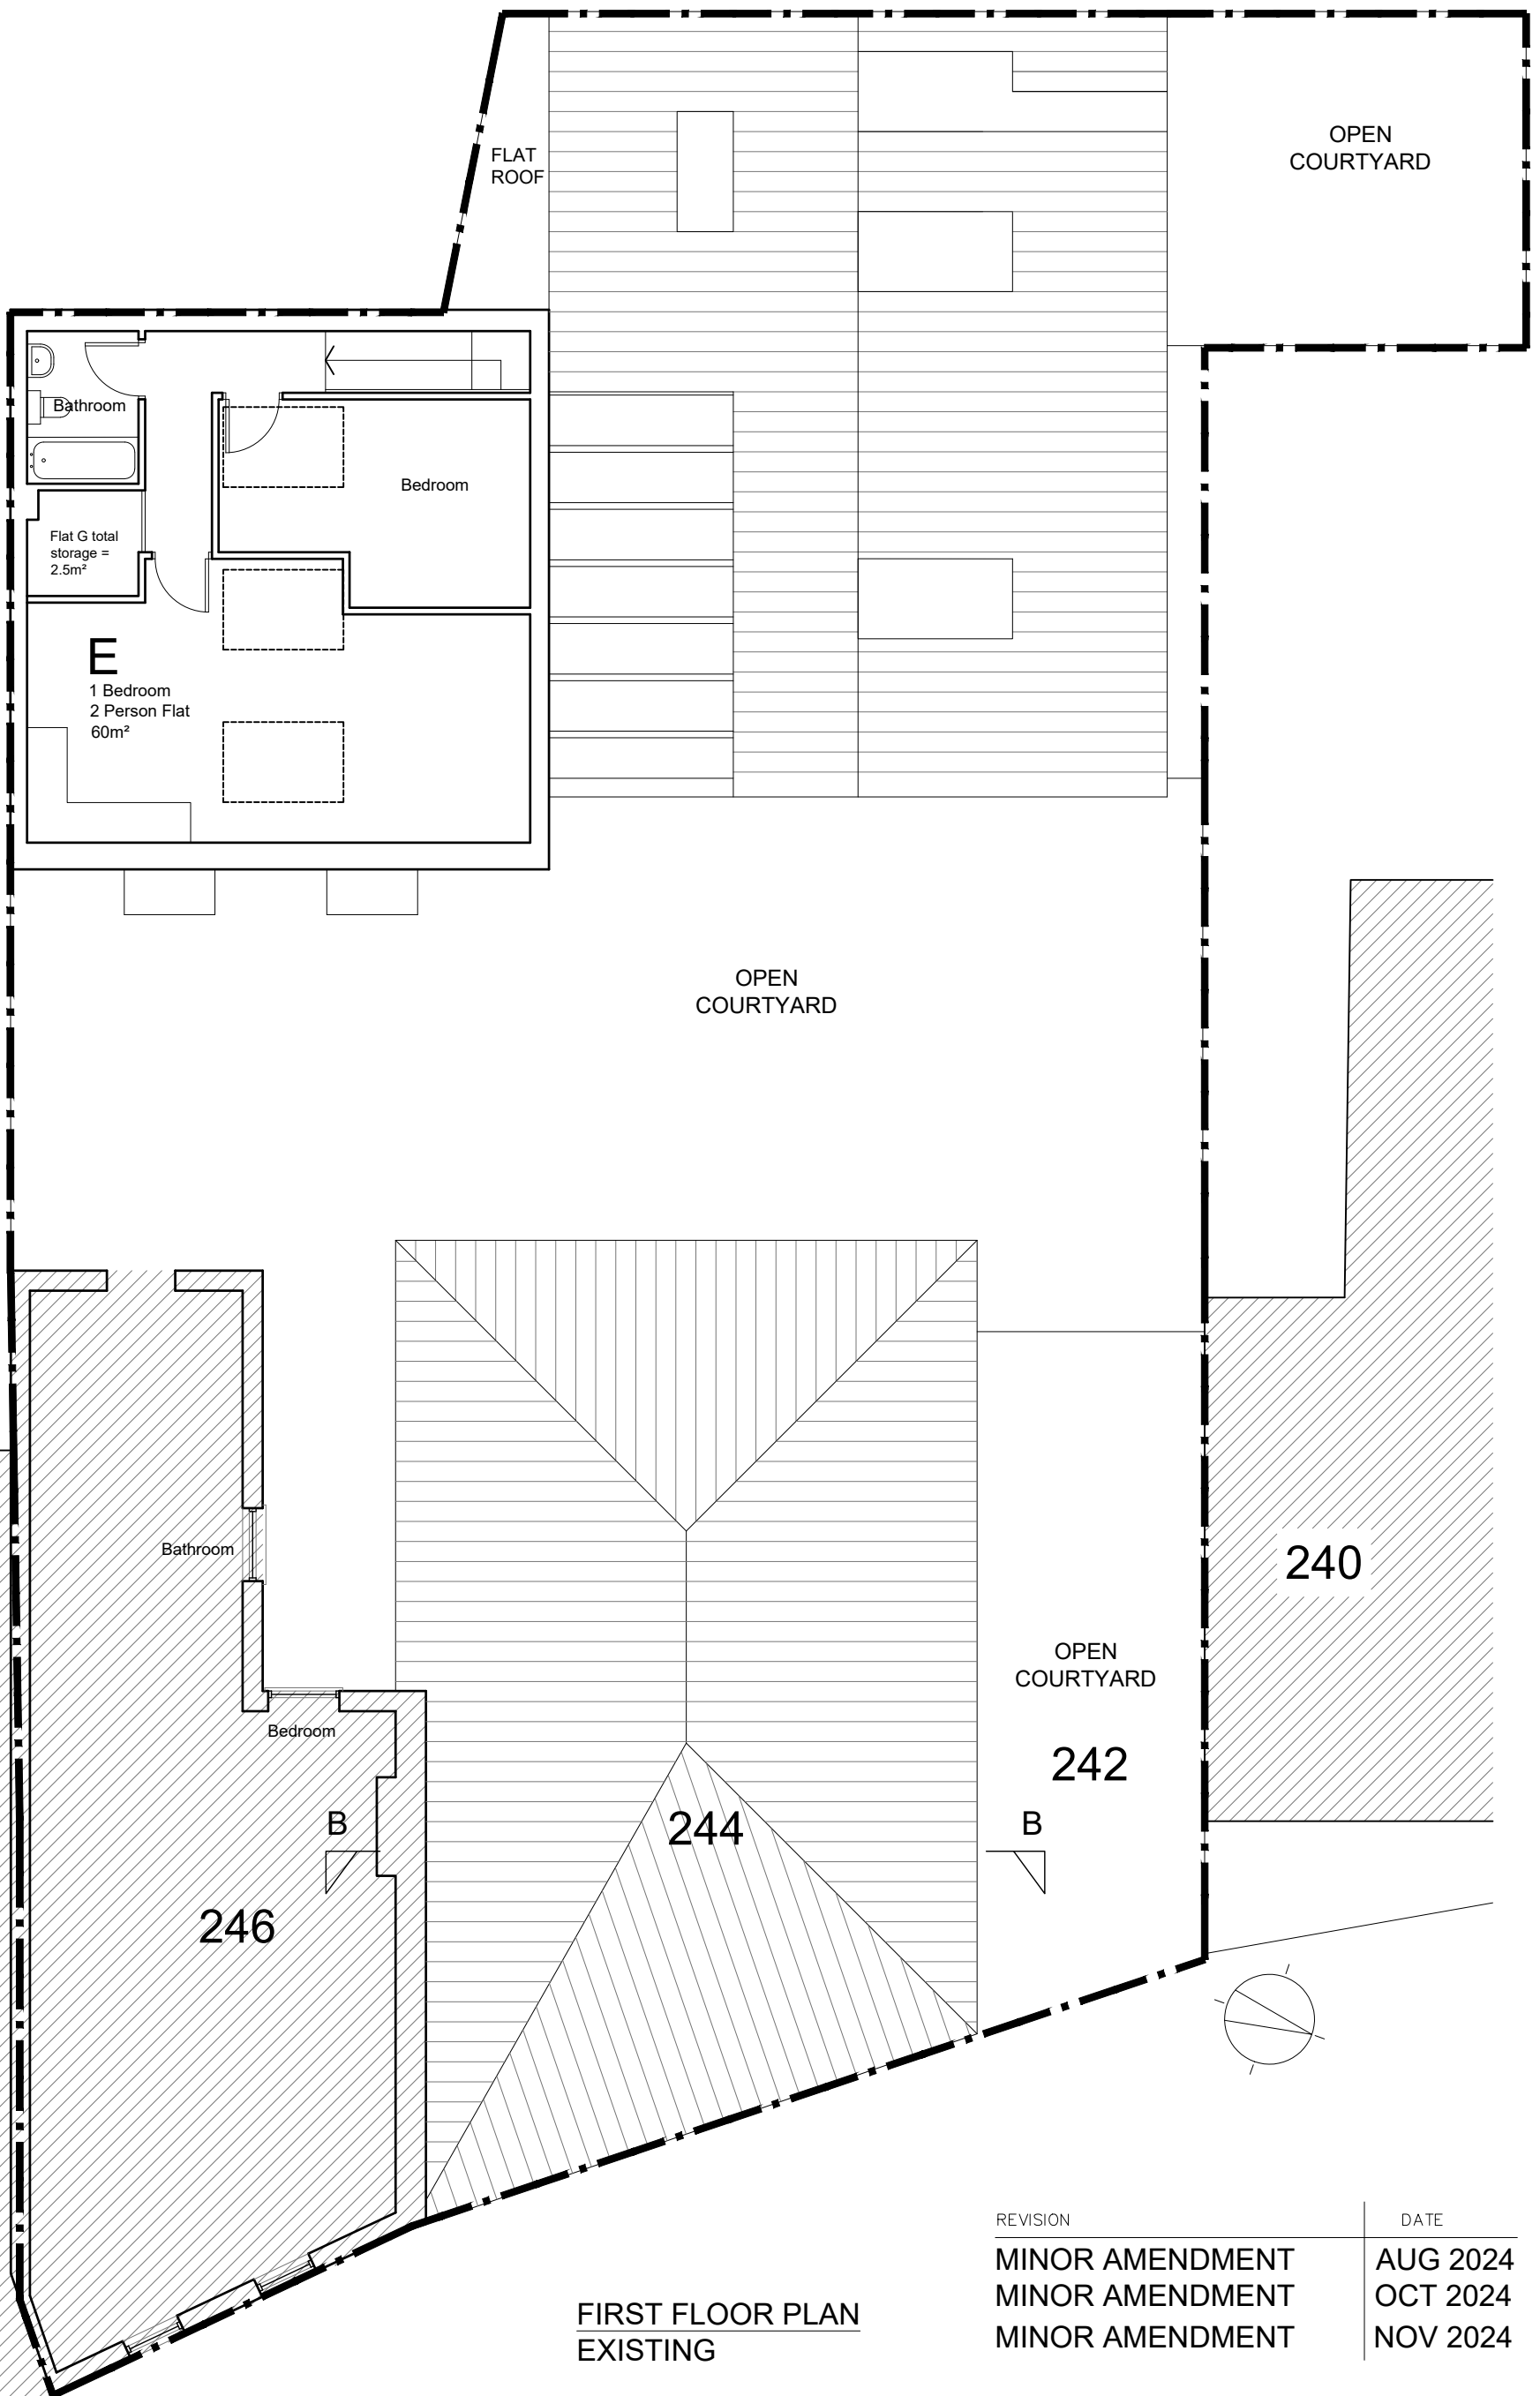 OPEN
COURTYARD
FLAT
ROOF
Bathroom
Bedroom
Flat G total
storage =
2.5m²
E
1 Bedroom
2 Person Flat
60m²
OPEN
COURTYARD
Bathroom
240
OPEN
COURTYARD
Bedroom
242
B
244
B
246
REVISION DATE
MINOR AMENDMENT AUG 2024
MINOR AMENDMENT OCT 2024
MINOR AMENDMENT NOV 2024
FIRST FLOOR PLAN
EXISTING